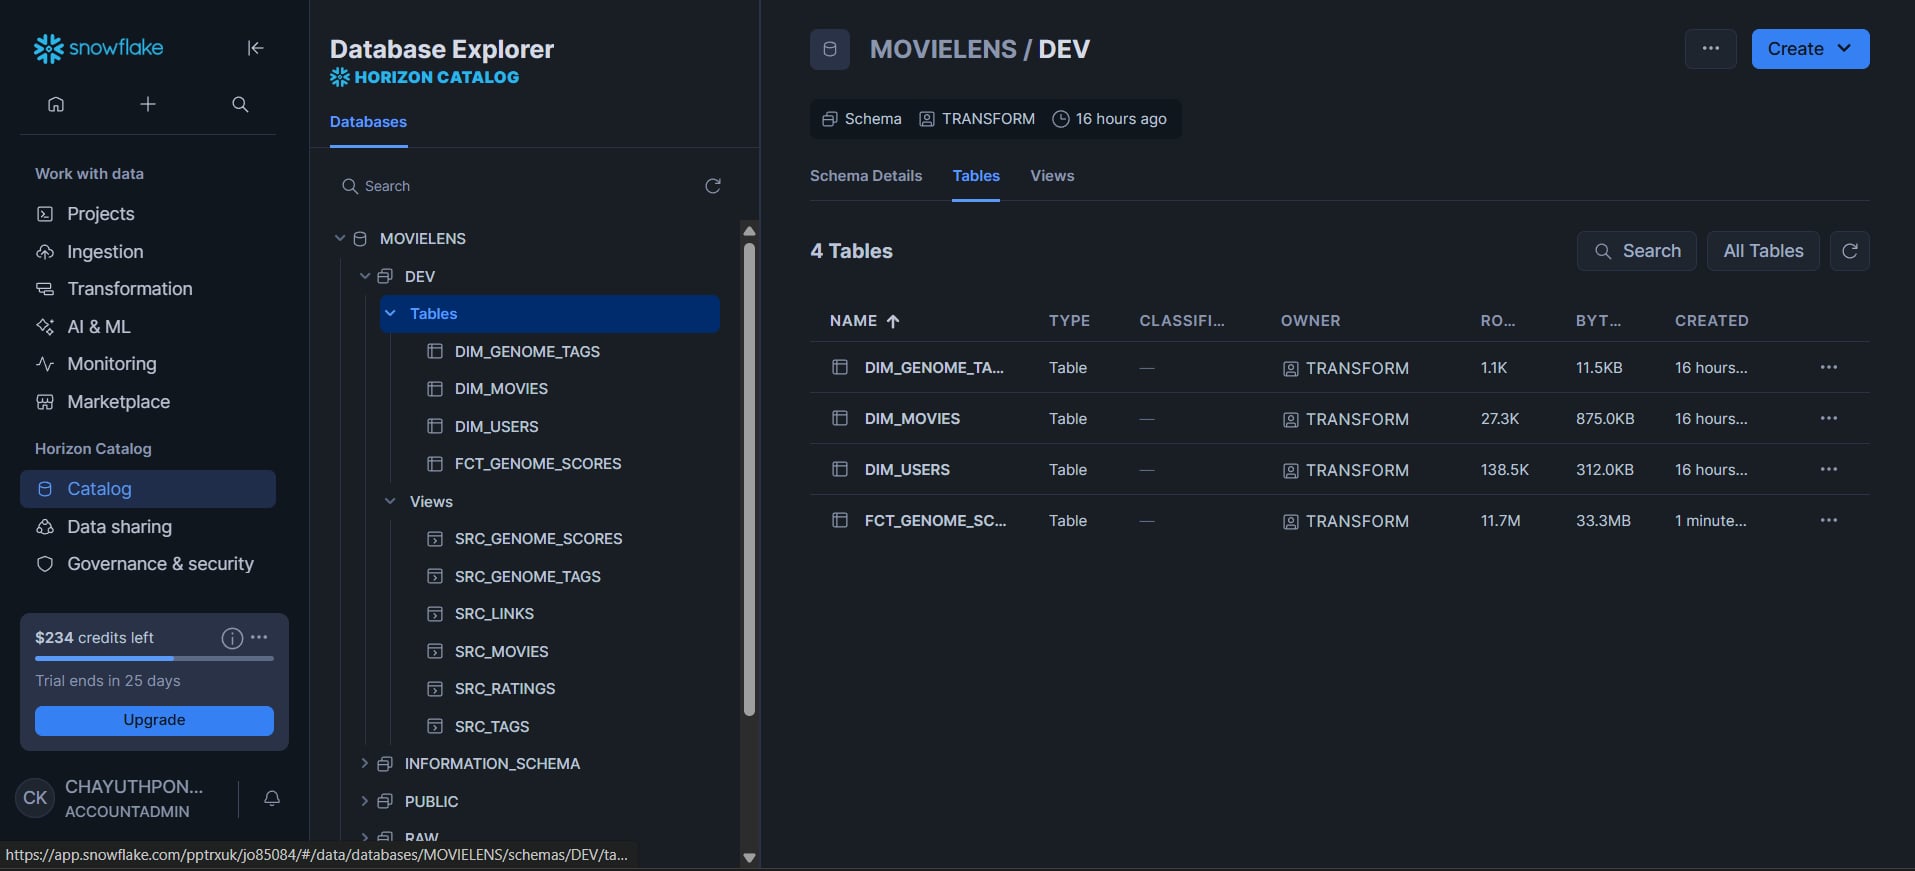 snowflake
Work with data
Projects
Ingestion
Transformation
AI & ML
Monitoring
Marketplace
Horizon Catalog
Catalog
Data sharing
Governance & security
$234 credits left
Trial ends in 25 days
Upgrade
CK
CHAYUTHPON...
ACCOUNTADMIN
Database Explorer
HORIZON CATALOG
Databases
Search
MOVIELENS
DEV
Tables
DIM_GENOME_TAGS
DIM_MOVIES
DIM_USERS
FCT_GENOME_SCORES
Views
SRC_GENOME_SCORES
SRC_GENOME_TAGS
SRC_LINKS
SRC_MOVIES
SRC_RATINGS
SRC_TAGS
INFORMATION_SCHEMA
PUBLIC
RAW
https://app.snowflake.com/pptrxuk/jo85084/#/data/databases/MOVIELENS/schemas/DEV/ta...
MOVIELENS / DEV
Create
Schema TRANSFORM 16 hours ago
Schema Details Tables Views
4 Tables
Search All Tables
NAME TYPE CLASSIFI... OWNER RO... BYT... CREATED
DIM_GENOME_TA... Table — TRANSFORM 1.1K 11.5KB 16 hours...
DIM_MOVIES Table — TRANSFORM 27.3K 875.0KB 16 hours...
DIM_USERS Table — TRANSFORM 138.5K 312.0KB 16 hours...
FCT_GENOME_SC... Table — TRANSFORM 11.7M 33.3MB 1 minute...